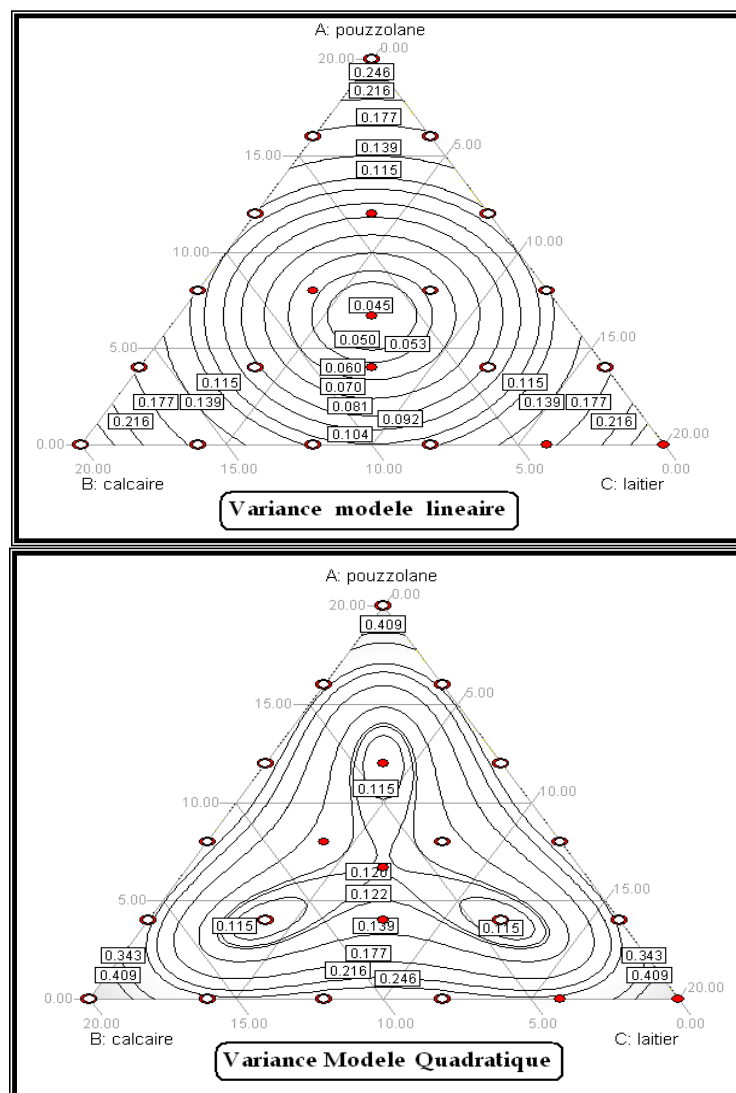 A: pouzzolane
20.00 0.00
0.246
0.216
0.177
0.139
0.115
15.00 5.00
10.00 10.00
0.045
0.050 0.053
5.00 15.00
0.060
0.115 0.070 0.115
0.177 0.139 0.081 0.139 0.177
0.216 0.092 0.216
0.104
0.00 20.00
20.00 15.00 10.00 5.00 0.00
B: calcaire C: laitier
Variance modele lineaire
A: pouzzolane
20.00 0.00
0.409
15.00 5.00
0.115
10.00 10.00
0.120
5.00 0.122 15.00
0.115 0.139 0.115
0.343 0.177 0.343
0.409 0.216 0.246 0.409
0.00 20.00
20.00 15.00 10.00 5.00 0.00
B: calcaire C: laitier
Variance Modele Quadratique